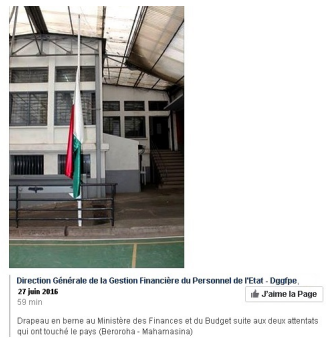 Direction Générale de la Gestion Financière du Personnel de l'Etat - Dggfpe,
27 juin 2016
J'aime la Page
59 min
Drapeau en berne au Ministère des Finances et du Budget suite aux deux attentats
qui ont touché le pays (Beroroha - Mahamasina)